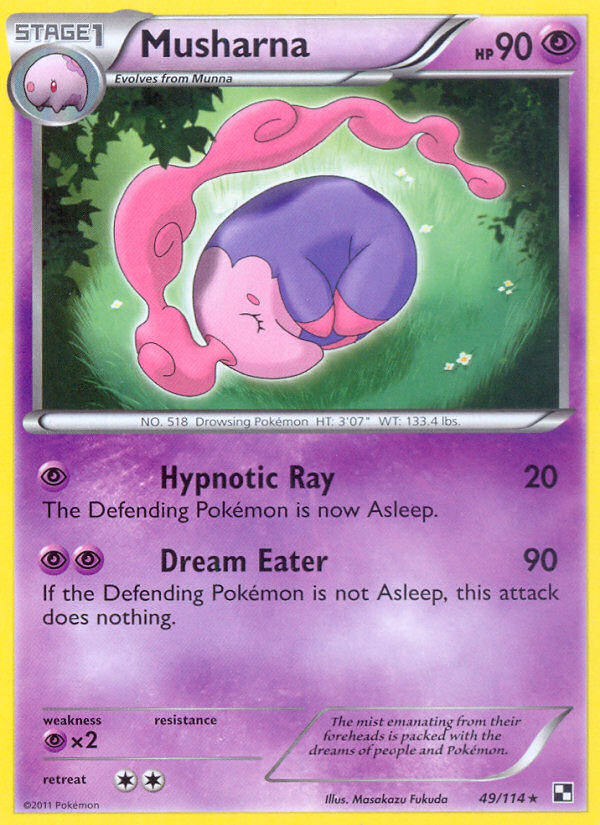 STAGE1
Musharna
HP 90
Evolves from Munna
NO. 518 Drowsing Pokémon HT: 3'07" WT: 133.4 lbs.
Hypnotic Ray 20
The Defending Pokémon is now Asleep.
Dream Eater 90
If the Defending Pokémon is not Asleep, this attack
does nothing.
weakness resistance
×2
The mist emanating from their
foreheads is packed with the
dreams of people and Pokémon.
retreat
©2011 Pokémon
Illus. Masakazu Fukuda 49/114★